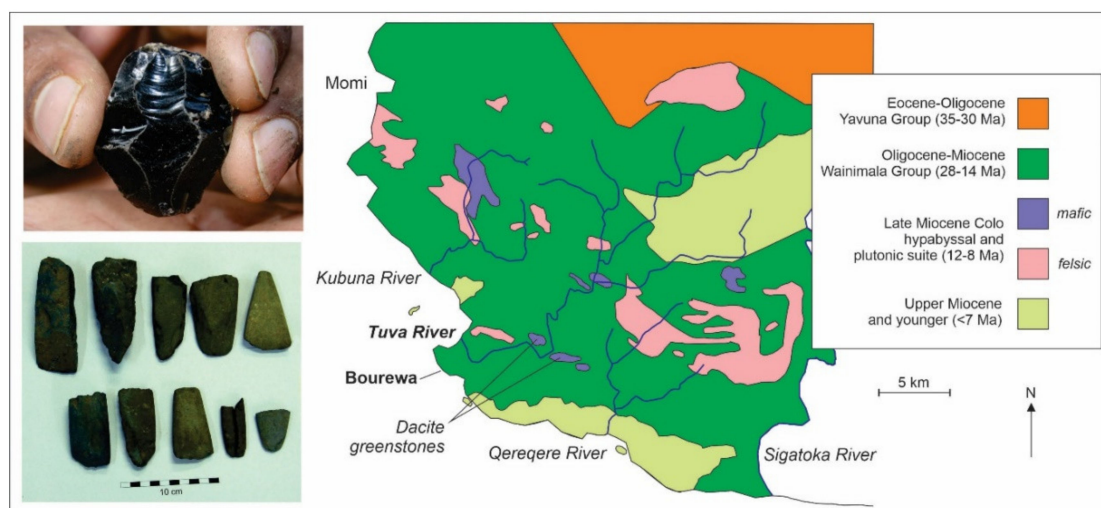 Momi
Kubuna River
Tuva River
Bourewa
Dacite
greenstones
Qereqere River
Sigatoka River
Eocene-Oligocene
Yavuna Group (35-30 Ma)
Oligocene-Miocene
Wainimala Group (28-14 Ma)
Late Miocene Colo
hypabyssal and
plutonic suite (12-8 Ma)
mafic
felsic
Upper Miocene
and younger (<7 Ma)
5 km
N
10 cm